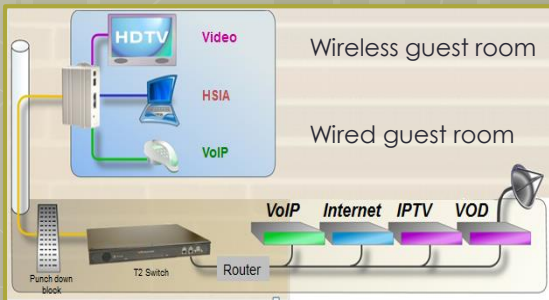 HDTV
Video
Wireless guest room
HSIA
Wired guest room
VoIP
VoIP Internet IPTV VOD
Punch down
block
T2 Switch
Router